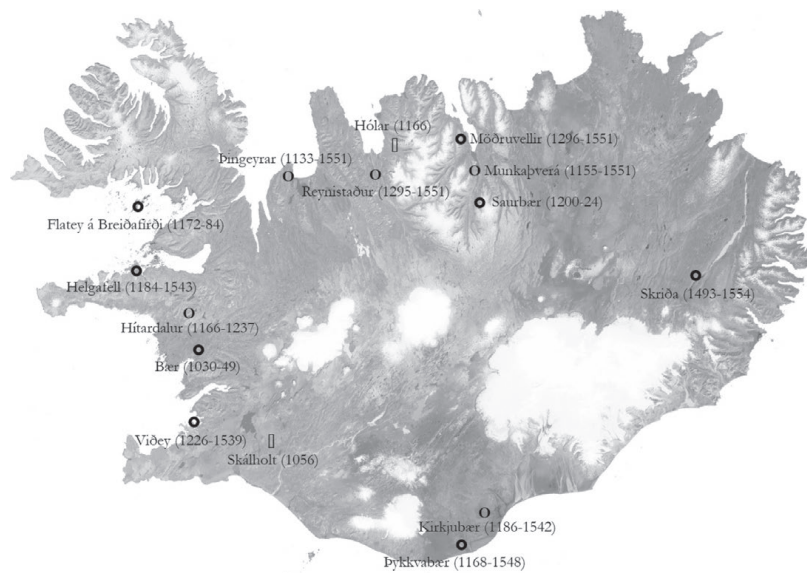 Hólar (1166)
[]
Möðruvellir (1296-1551)
Þingeyrar (1133-1551)
Munkaþverá (1155-1551)
Reynistaður (1295-1551)
Saurbær (1200-24)
Flatey á Breiðafirði (1172-84)
Helgafell (1184-1543)
Skriða (1493-1554)
Hítardalur (1166-1237)
Bær (1030-49)
Viðey (1226-1539)
[]
Skálholt (1056)
Kirkjubær (1186-1542)
Þykkvabær (1168-1548)